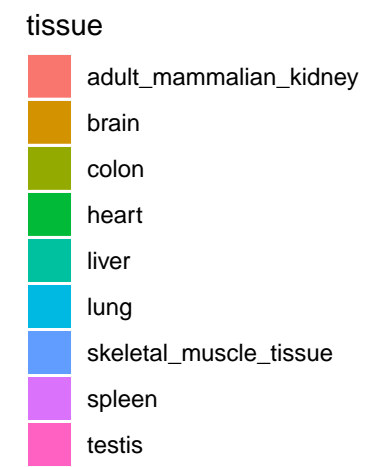 tissue
adult_mammalian_kidney
brain
colon
heart
liver
lung
skeletal_muscle_tissue
spleen
testis